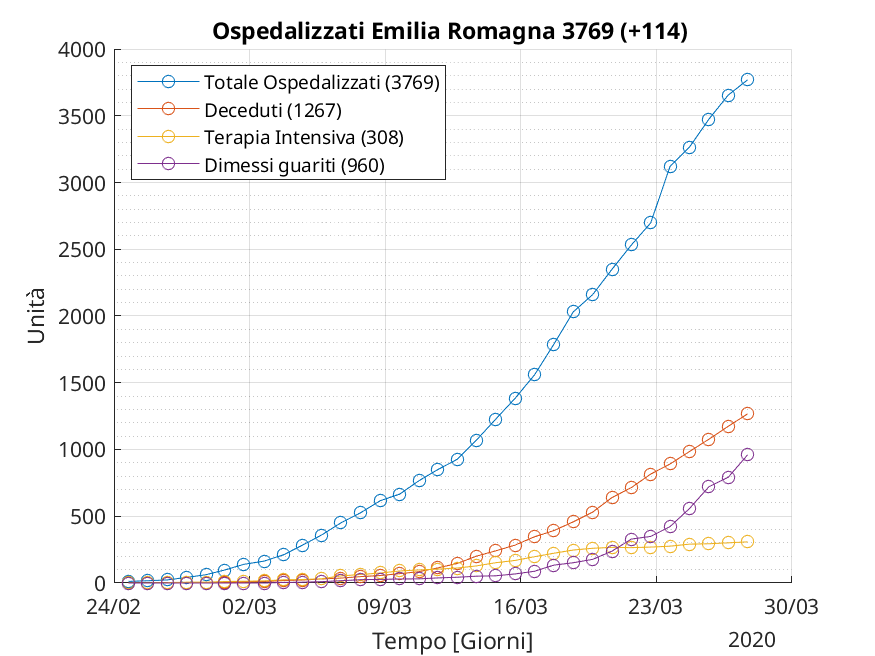 Ospedalizzati Emilia Romagna 3769 (+114)
4000
3500
3000
2500
2000
1500
1000
500
0
Unità
Totale Ospedalizzati (3769)
Deceduti (1267)
Terapia Intensiva (308)
Dimessi guariti (960)
24/02 02/03 09/03 16/03 23/03 30/03
Tempo [Giorni]
2020